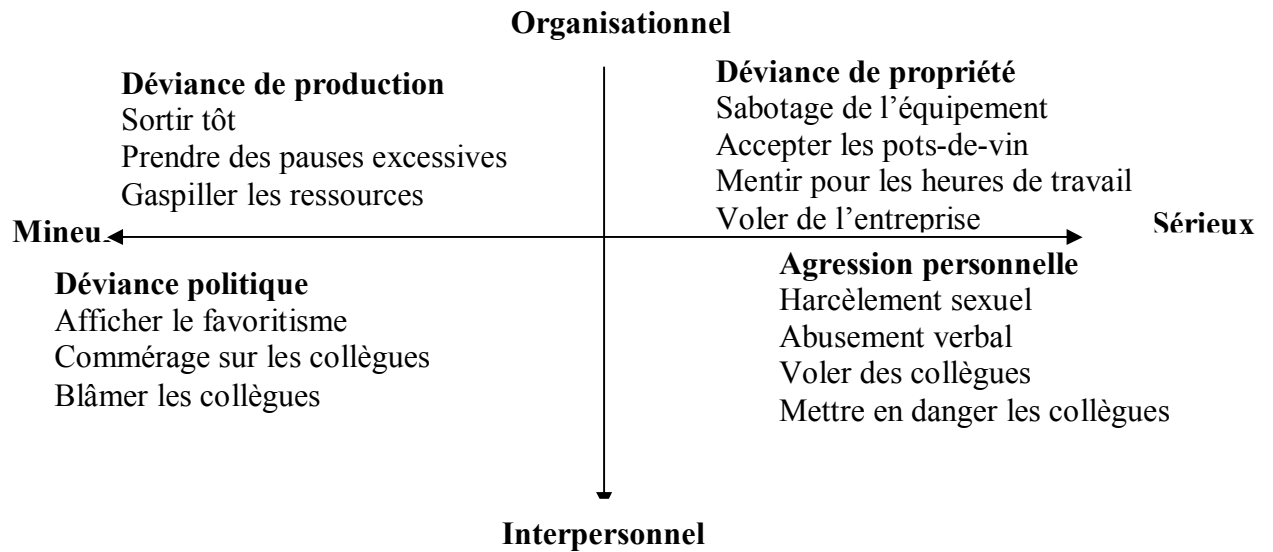 Organisationnel
Déviance de production
Sortir tôt
Prendre des pauses excessives
Gaspiller les ressources
Déviance de propriété
Sabotage de l’équipement
Accepter les pots-de-vin
Mentir pour les heures de travail
Voler de l’entreprise
Mineu
Sérieux
Déviance politique
Afficher le favoritisme
Commérage sur les collègues
Blâmer les collègues
Agression personnelle
Harcèlement sexuel
Abusement verbal
Voler des collègues
Mettre en danger les collègues
Interpersonnel